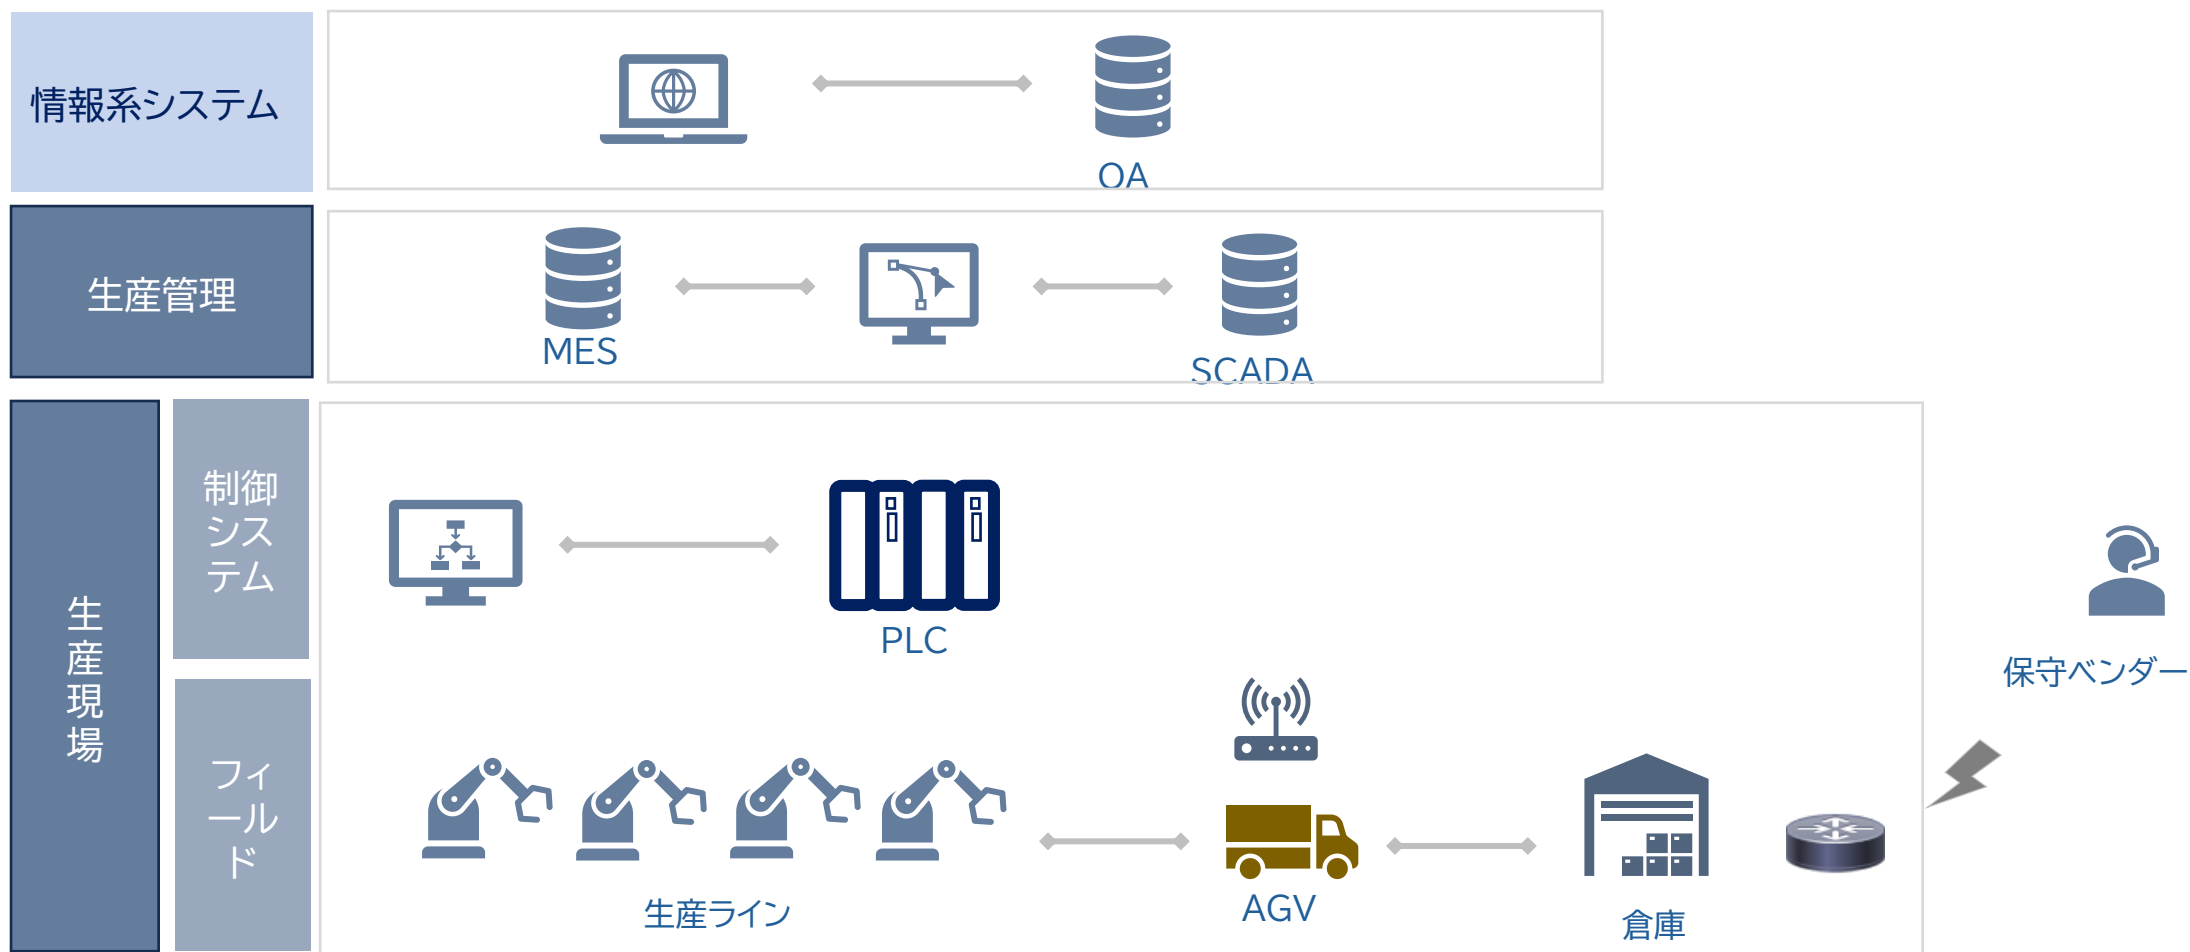 情報系システム
OA
生産管理
MES
SCADA
生
産
現
場
制御
シス
テム
PLC
保守ベンダー
フィ
ール
ド
生産ライン
AGV
倉庫